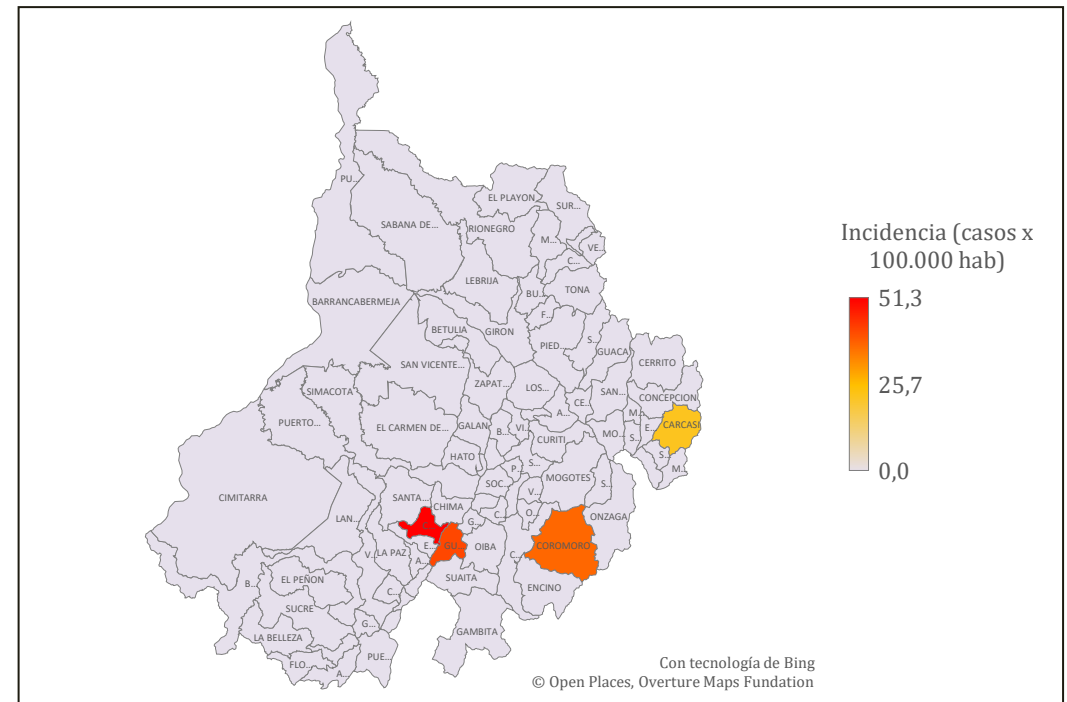 PU...
EL PLAYON
SUR...
SABANA DE...
RIONEGRO
M...
VE...
C...
LEBRIJA
TONA
BU...
BARRANCABERMEJA
F...
BETULIA
GIRON
PIED...
S...
GUACA
SAN VICENTE...
CERRITO
ZAPAT...
LOS...
SAN...
SIMACOTA
CE...
CONCEPCION
A...
M...
PUERTO...
EL CARMEN DE...
GALAN
B...
VI...
CURITI
MO...
S...
E...
CARCASI
HATO
S...
P...
S...
M...
MOGOTES
SOC...
S...
V...
CIMITARRA
SANTA...
CHIMA
C...
O...
ONZAGA
LAN...
G...
GU...
E...
OIBA
COROMORO
V...
LA PAZ
A...
C...
SUAITA
EL PEÑON
B...
C...
ENCINO
SUCRE
G...
GAMBITA
LA BELLEZA
FLO...
PUE...
A...
Incidencia (casos x
100.000 hab)
51,3
25,7
0,0
Con tecnología de Bing
© Open Places, Overture Maps Fundation